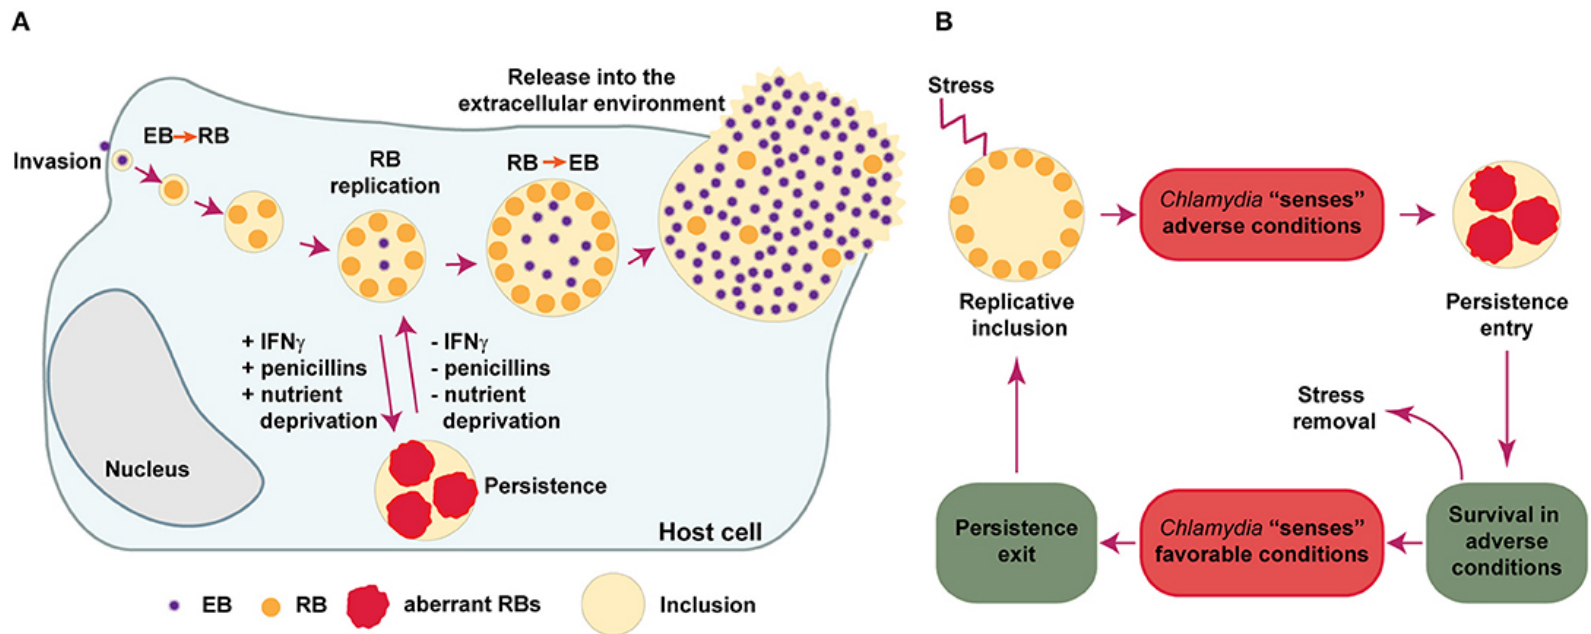 A
Release into the
extracellular environment
EB→RB
Invasion
RB
replication
RB→EB
+ IFNγ
+ penicillins
+ nutrient
deprivation
- IFNγ
- penicillins
- nutrient
deprivation
Nucleus
Persistence
Host cell
EB
RB
aberrant RBs
Inclusion
B
Stress
Chlamydia “senses”
adverse conditions
Replicative
inclusion
Persistence
entry
Stress
removal
Persistence
exit
Chlamydia “senses”
favorable conditions
Survival in
adverse
conditions